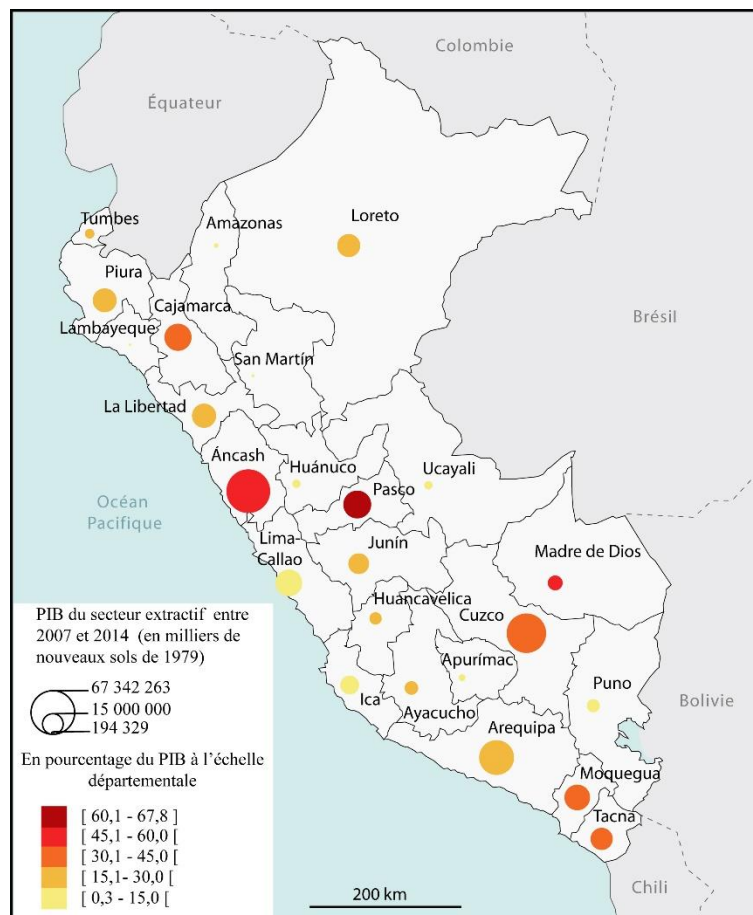 Colombie
Équateur
Tumbes
Amazonas
Loreto
Piura
Cajamarca
Brésil
Lambayeque
San Martín
La Libertad
Áncash
Huánuco
Ucayali
Pasco
Océan
Pacifique
Lima-
Callao
Junín
Madre de Dios
Huancavelica
Cuzco
Apurímac
Puno
Ica
Ayacucho
Bolivie
Arequipa
Moquegua
Tacna
Chili
PIB du secteur extractif entre
2007 et 2014 (en milliers de
nouveaux sols de 1979)
67 342 263
15 000 000
194 329
En pourcentage du PIB à l'échelle
départementale
[ 60,1 - 67,8 ]
[ 45,1 - 60,0 [
[ 30,1 - 45,0 [
[ 15,1- 30,0 [
[ 0,3 - 15,0 [
200 km